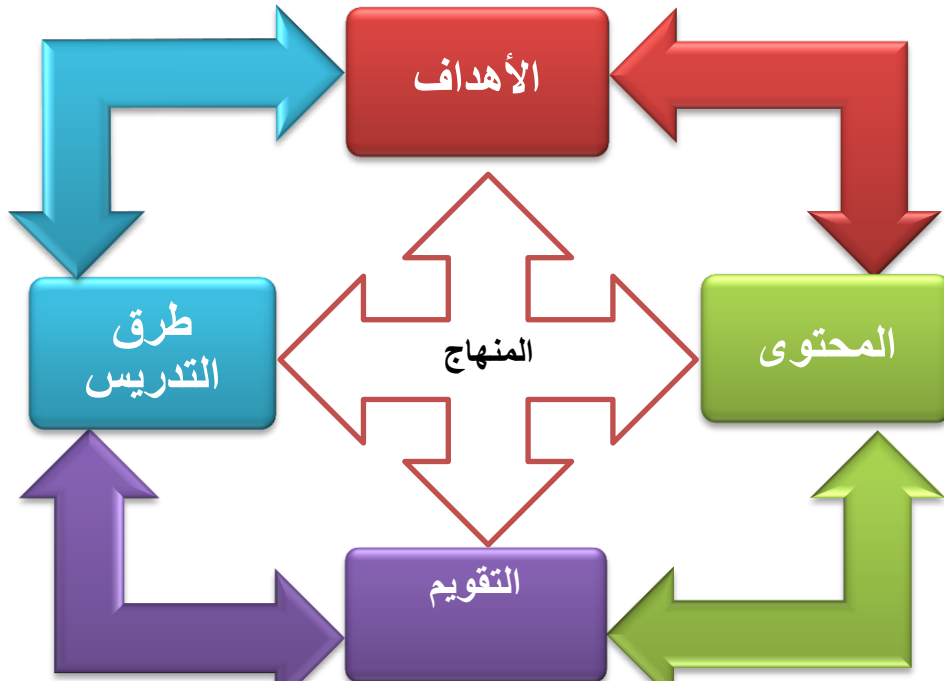 الأهداف
المحتوى
المنهاج
طرق
التدريس
التقويم